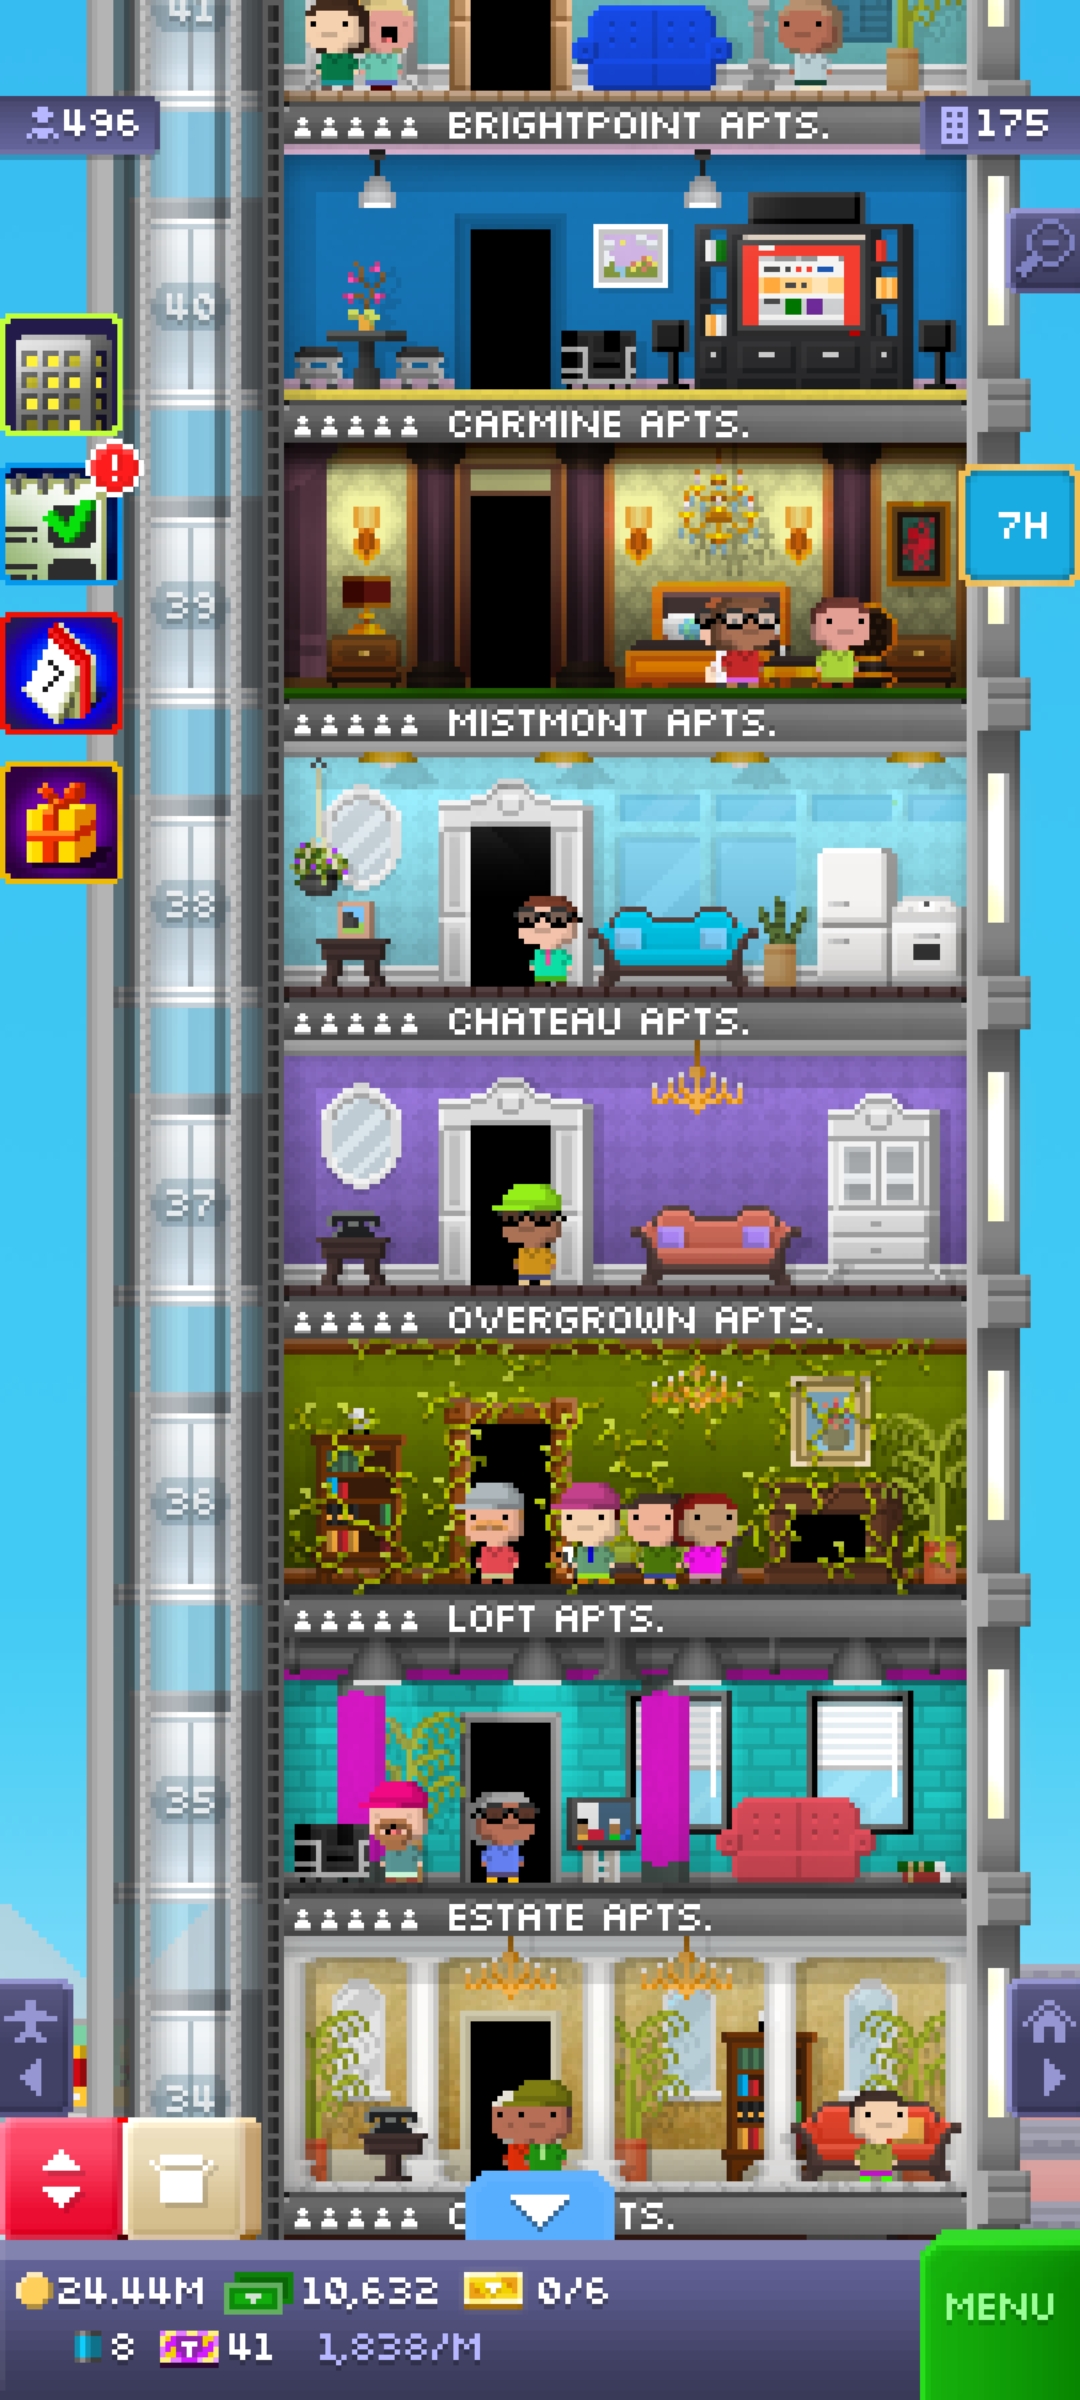 41
496
BRIGHTPOINT APTS.
175
40
CARMINE APTS.
7H
39
MISTMONT APTS.
38
CHATEAU APTS.
37
OVERGROWN APTS.
36
LOFT APTS.
35
ESTATE APTS.
34
TS.
24.44M
10,632
0/6
MENU
8
T
41
1,838/M